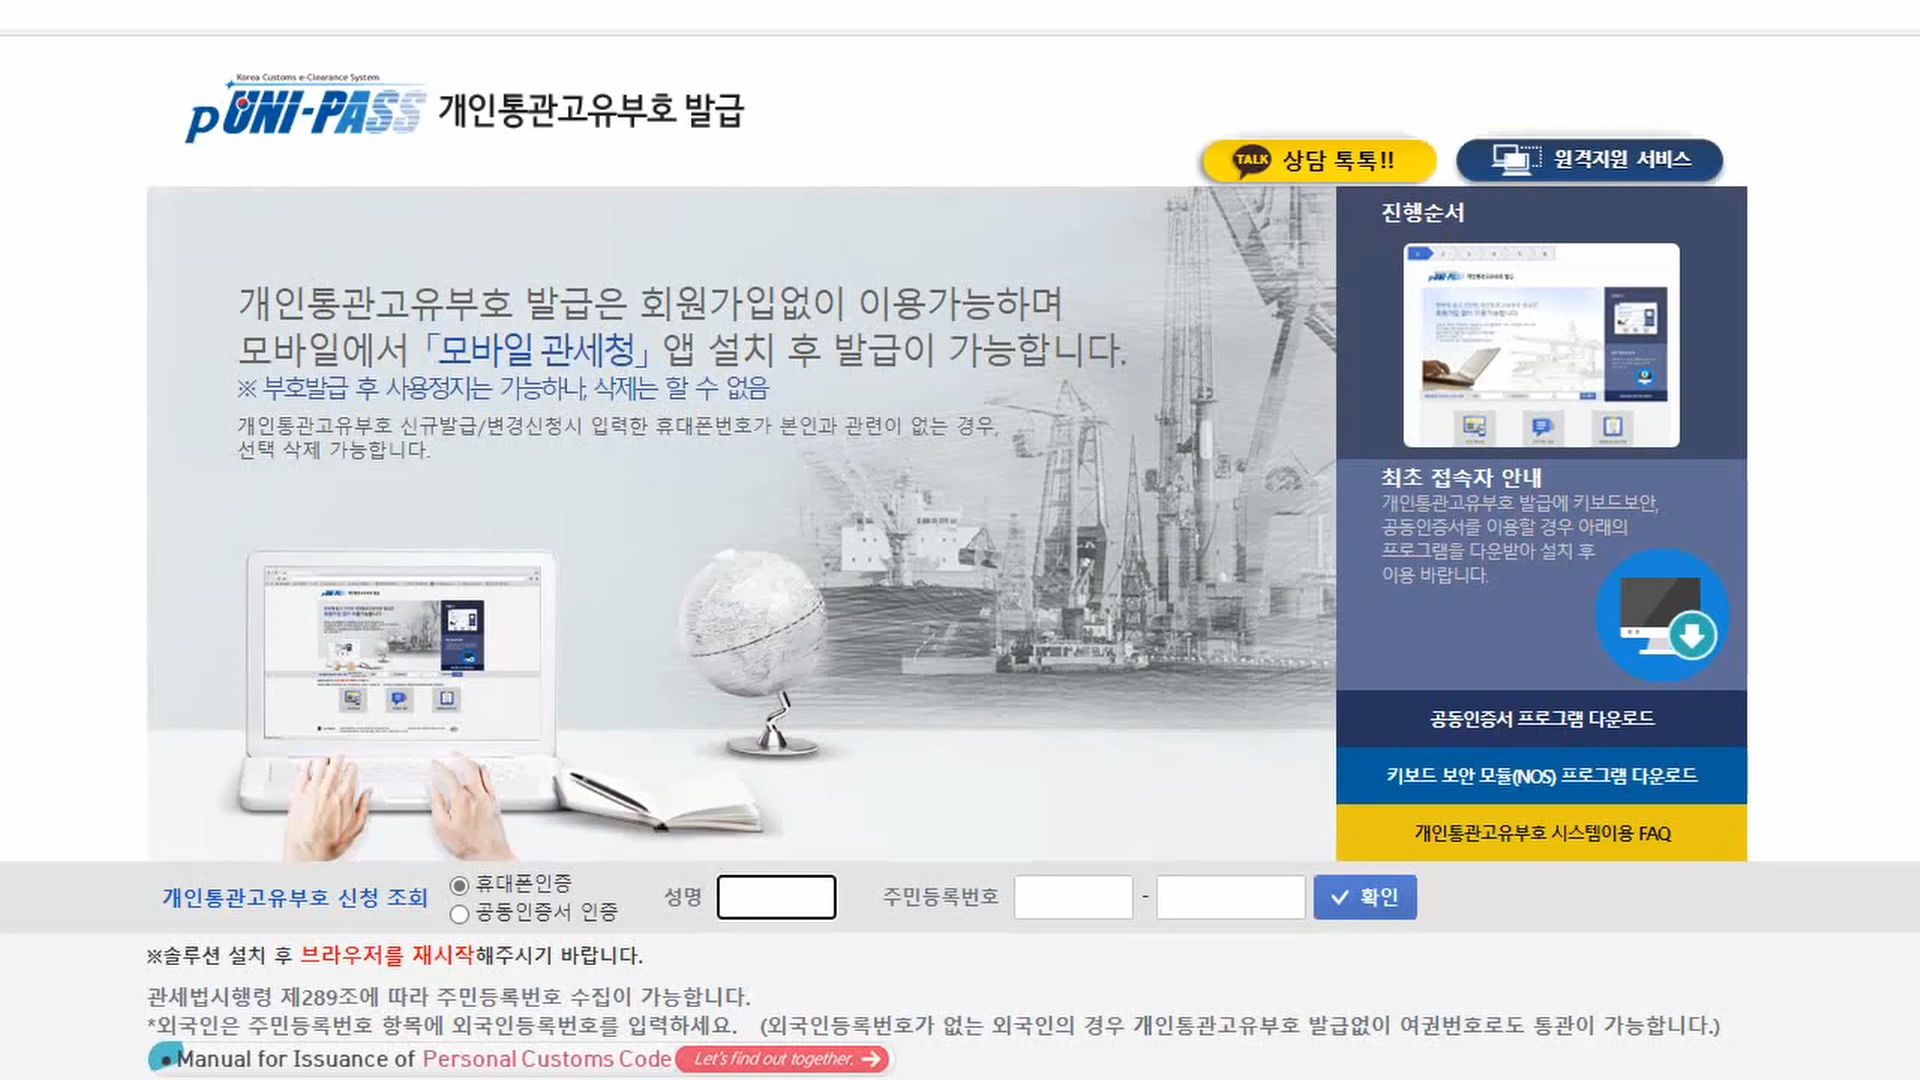 Korea Customs e-Clearance System
p UNI-PASS 개인통관고유부호 발급
TALK 상담 톡톡!!
원격지원 서비스
개인통관고유부호 발급은 회원가입없이 이용가능하며
모바일에서 「모바일 관세청」 앱 설치 후 발급이 가능합니다.
※ 부호발급 후 사용정지는 가능하나, 삭제는 할 수 없음
개인통관고유부호 신규발급/변경신청시 입력한 휴대폰번호가 본인과 관련이 없는 경우,
선택 삭제 가능합니다.
진행순서
최초 접속자 안내
개인통관고유부호 발급에 키보드보안,
공동인증서를 이용할 경우 아래의
프로그램을 다운받아 설치 후
이용 바랍니다.
공동인증서 프로그램 다운로드
키보드 보안 모듈(NOS) 프로그램 다운로드
개인통관고유부호 시스템이용 FAQ
개인통관고유부호 신청 조회
휴대폰인증
공동인증서 인증
성명
주민등록번호
-
확인
※솔루션 설치 후 브라우저를 재시작해주시기 바랍니다.
관세법시행령 제289조에 따라 주민등록번호 수집이 가능합니다.
*외국인은 주민등록번호 항목에 외국인등록번호를 입력하세요. (외국인등록번호가 없는 외국인의 경우 개인통관고유부호 발급없이 여권번호로도 통관이 가능합니다.)
Manual for Issuance of Personal Customs Code Let's find out together.